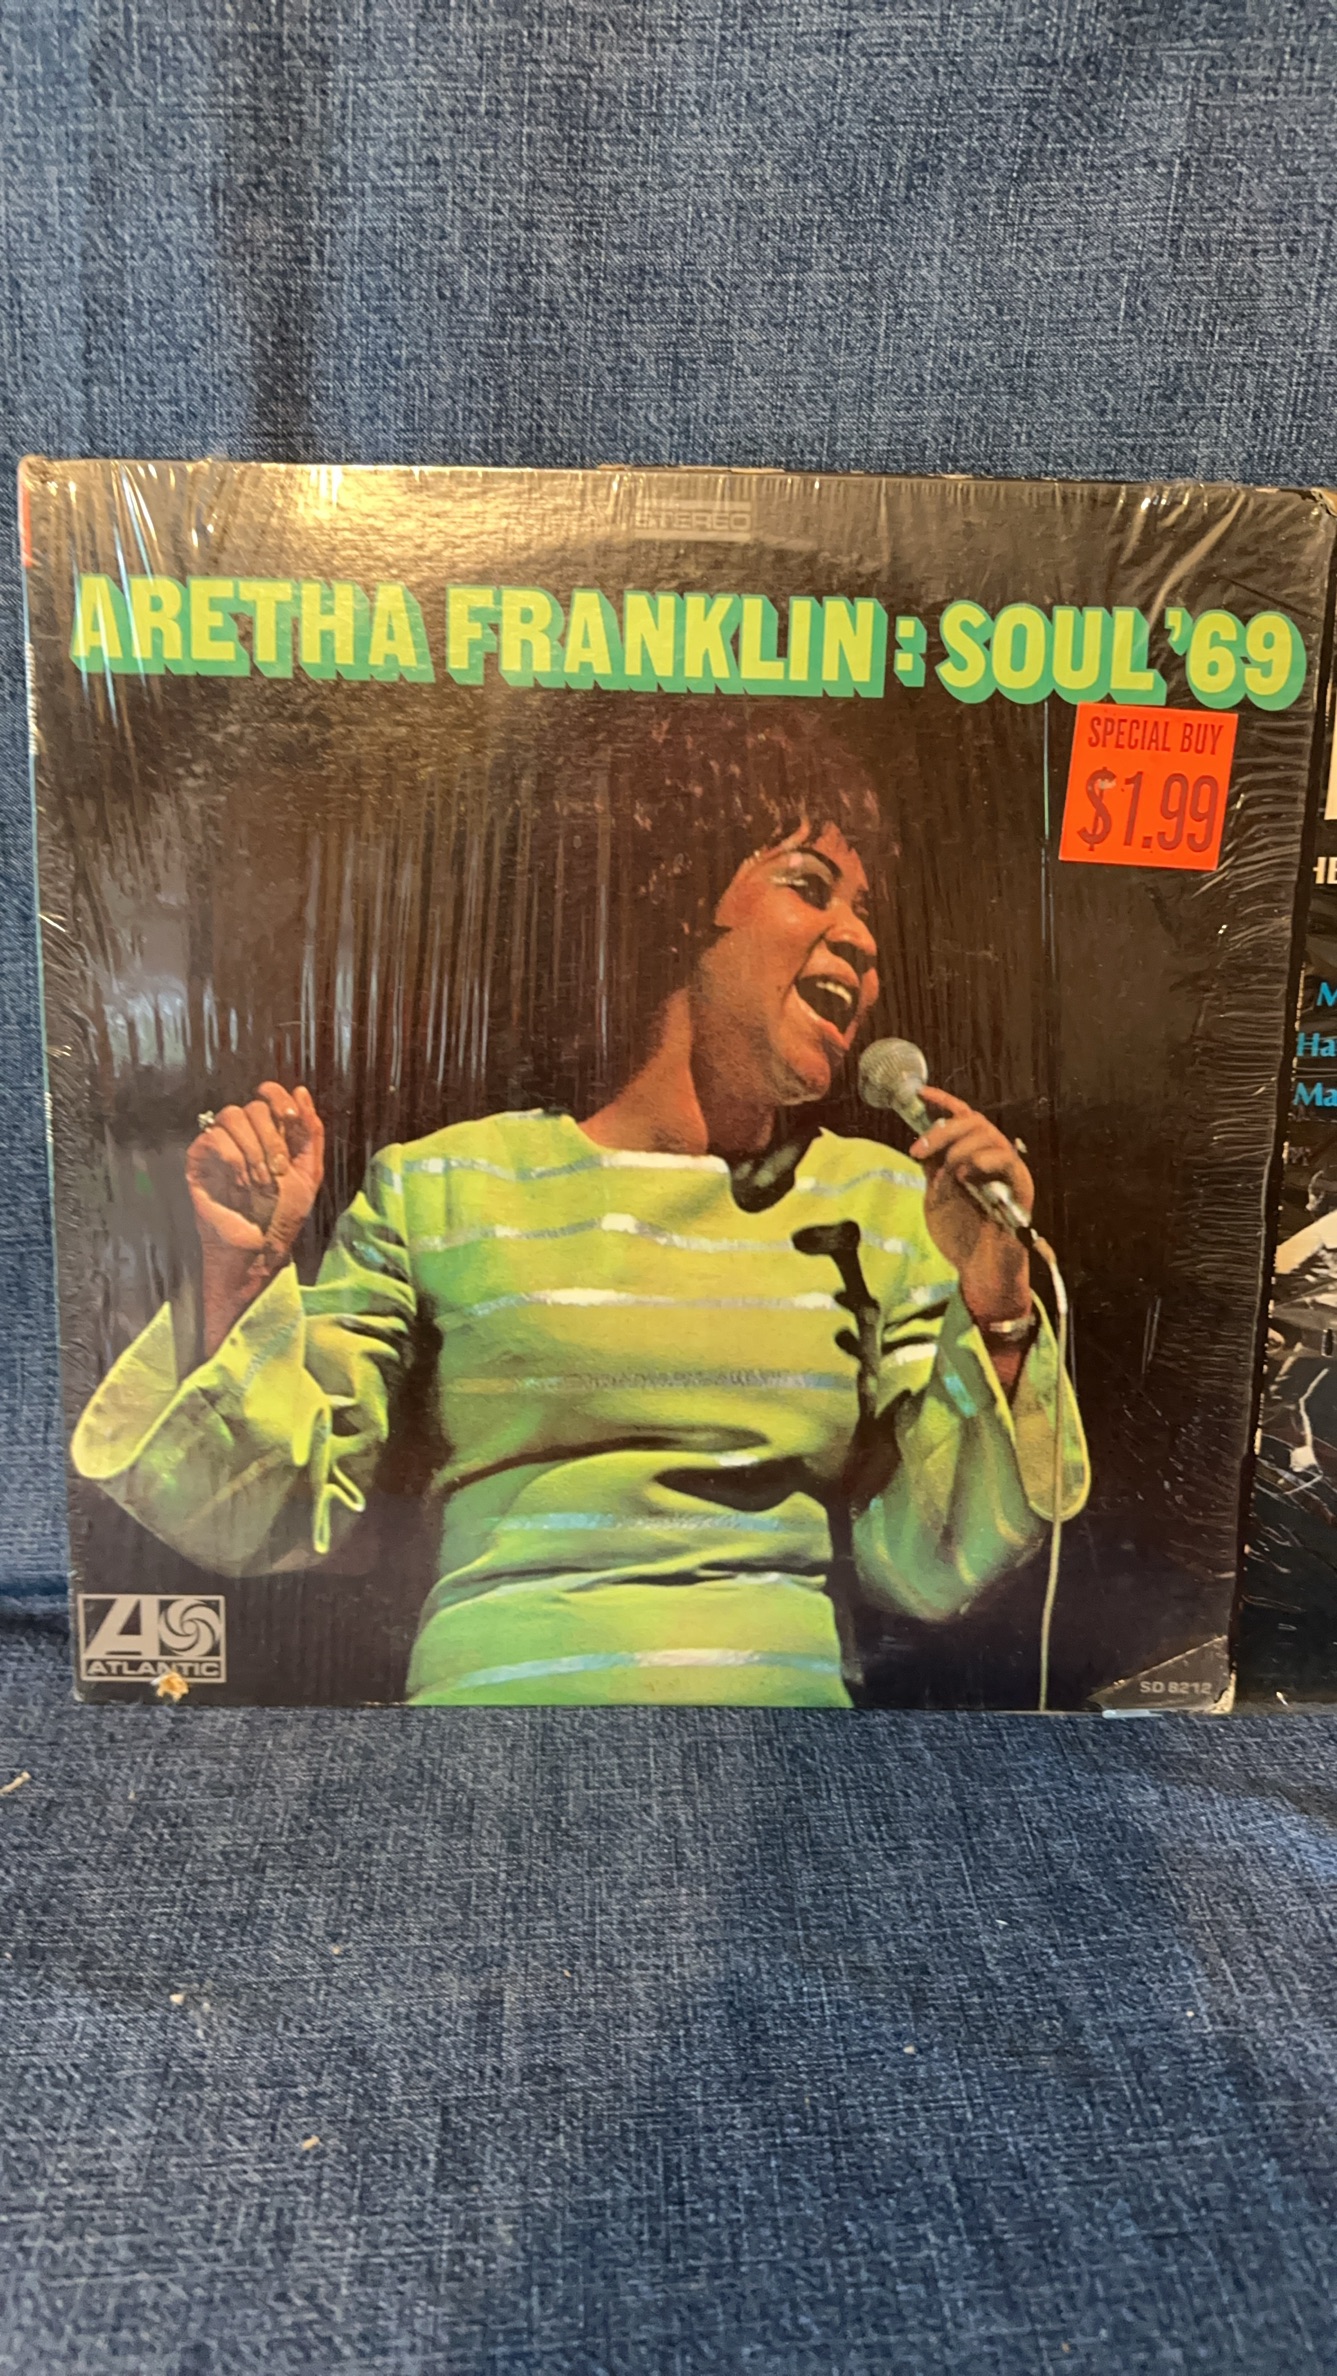 STEREO
ARETHA FRANKLIN: SOUL '69
SPECIAL BUY
$1.99
ATLANTIC
SD 8212